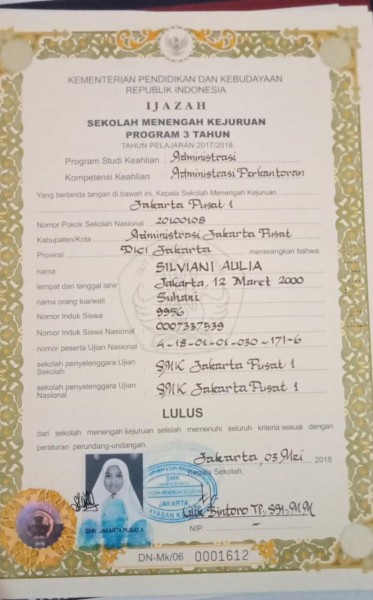 KEMENTERIAN PENDIDIKAN DAN KEBUDAYAAN
REPUBLIK INDONESIA
IJAZAH
SEKOLAH MENENGAH KEJURUAN
PROGRAM 3 TAHUN
TAHUN PELAJARAN 2017/2018
Program Studi Keahlian : Administrasi
Kompetensi Keahlian : Administrasi Perkantoran
Yang bertanda tangan di bawah ini, Kepala Sekolah Menengah Kejuruan
Jakarta Pusat 1
Nomor Pokok Sekolah Nasional : 20100108
Kabupaten/Kota : Administrasi Jakarta Pusat
Provinsi : DKI Jakarta menerangkan bahwa:
nama : SILVIANI AULIA
tempat dan tanggal lahir : Jakarta, 12 Maret 2000
nama orang tua/wali : Suhani
Nomor Induk Siswa : 9956
Nomor Induk Siswa Nasional : 0007337539
nomor peserta Ujian Nasional : 4-18-01-01-030-171-6
sekolah penyelenggara Ujian Sekolah : SMK Jakarta Pusat 1
sekolah penyelenggara Ujian Nasional : SMK Jakarta Pusat 1
LULUS
dari sekolah menengah kejuruan setelah memenuhi seluruh kriteria sesuai dengan
peraturan perundang-undangan.
Jakarta, 03 Mei 2018
Kepala Sekolah,
SMK
JAKARTA
SMK JAKARTA PUSAT 1
Bintoro TP, SH. MM
NIP.
DN-Mk/06 0001612